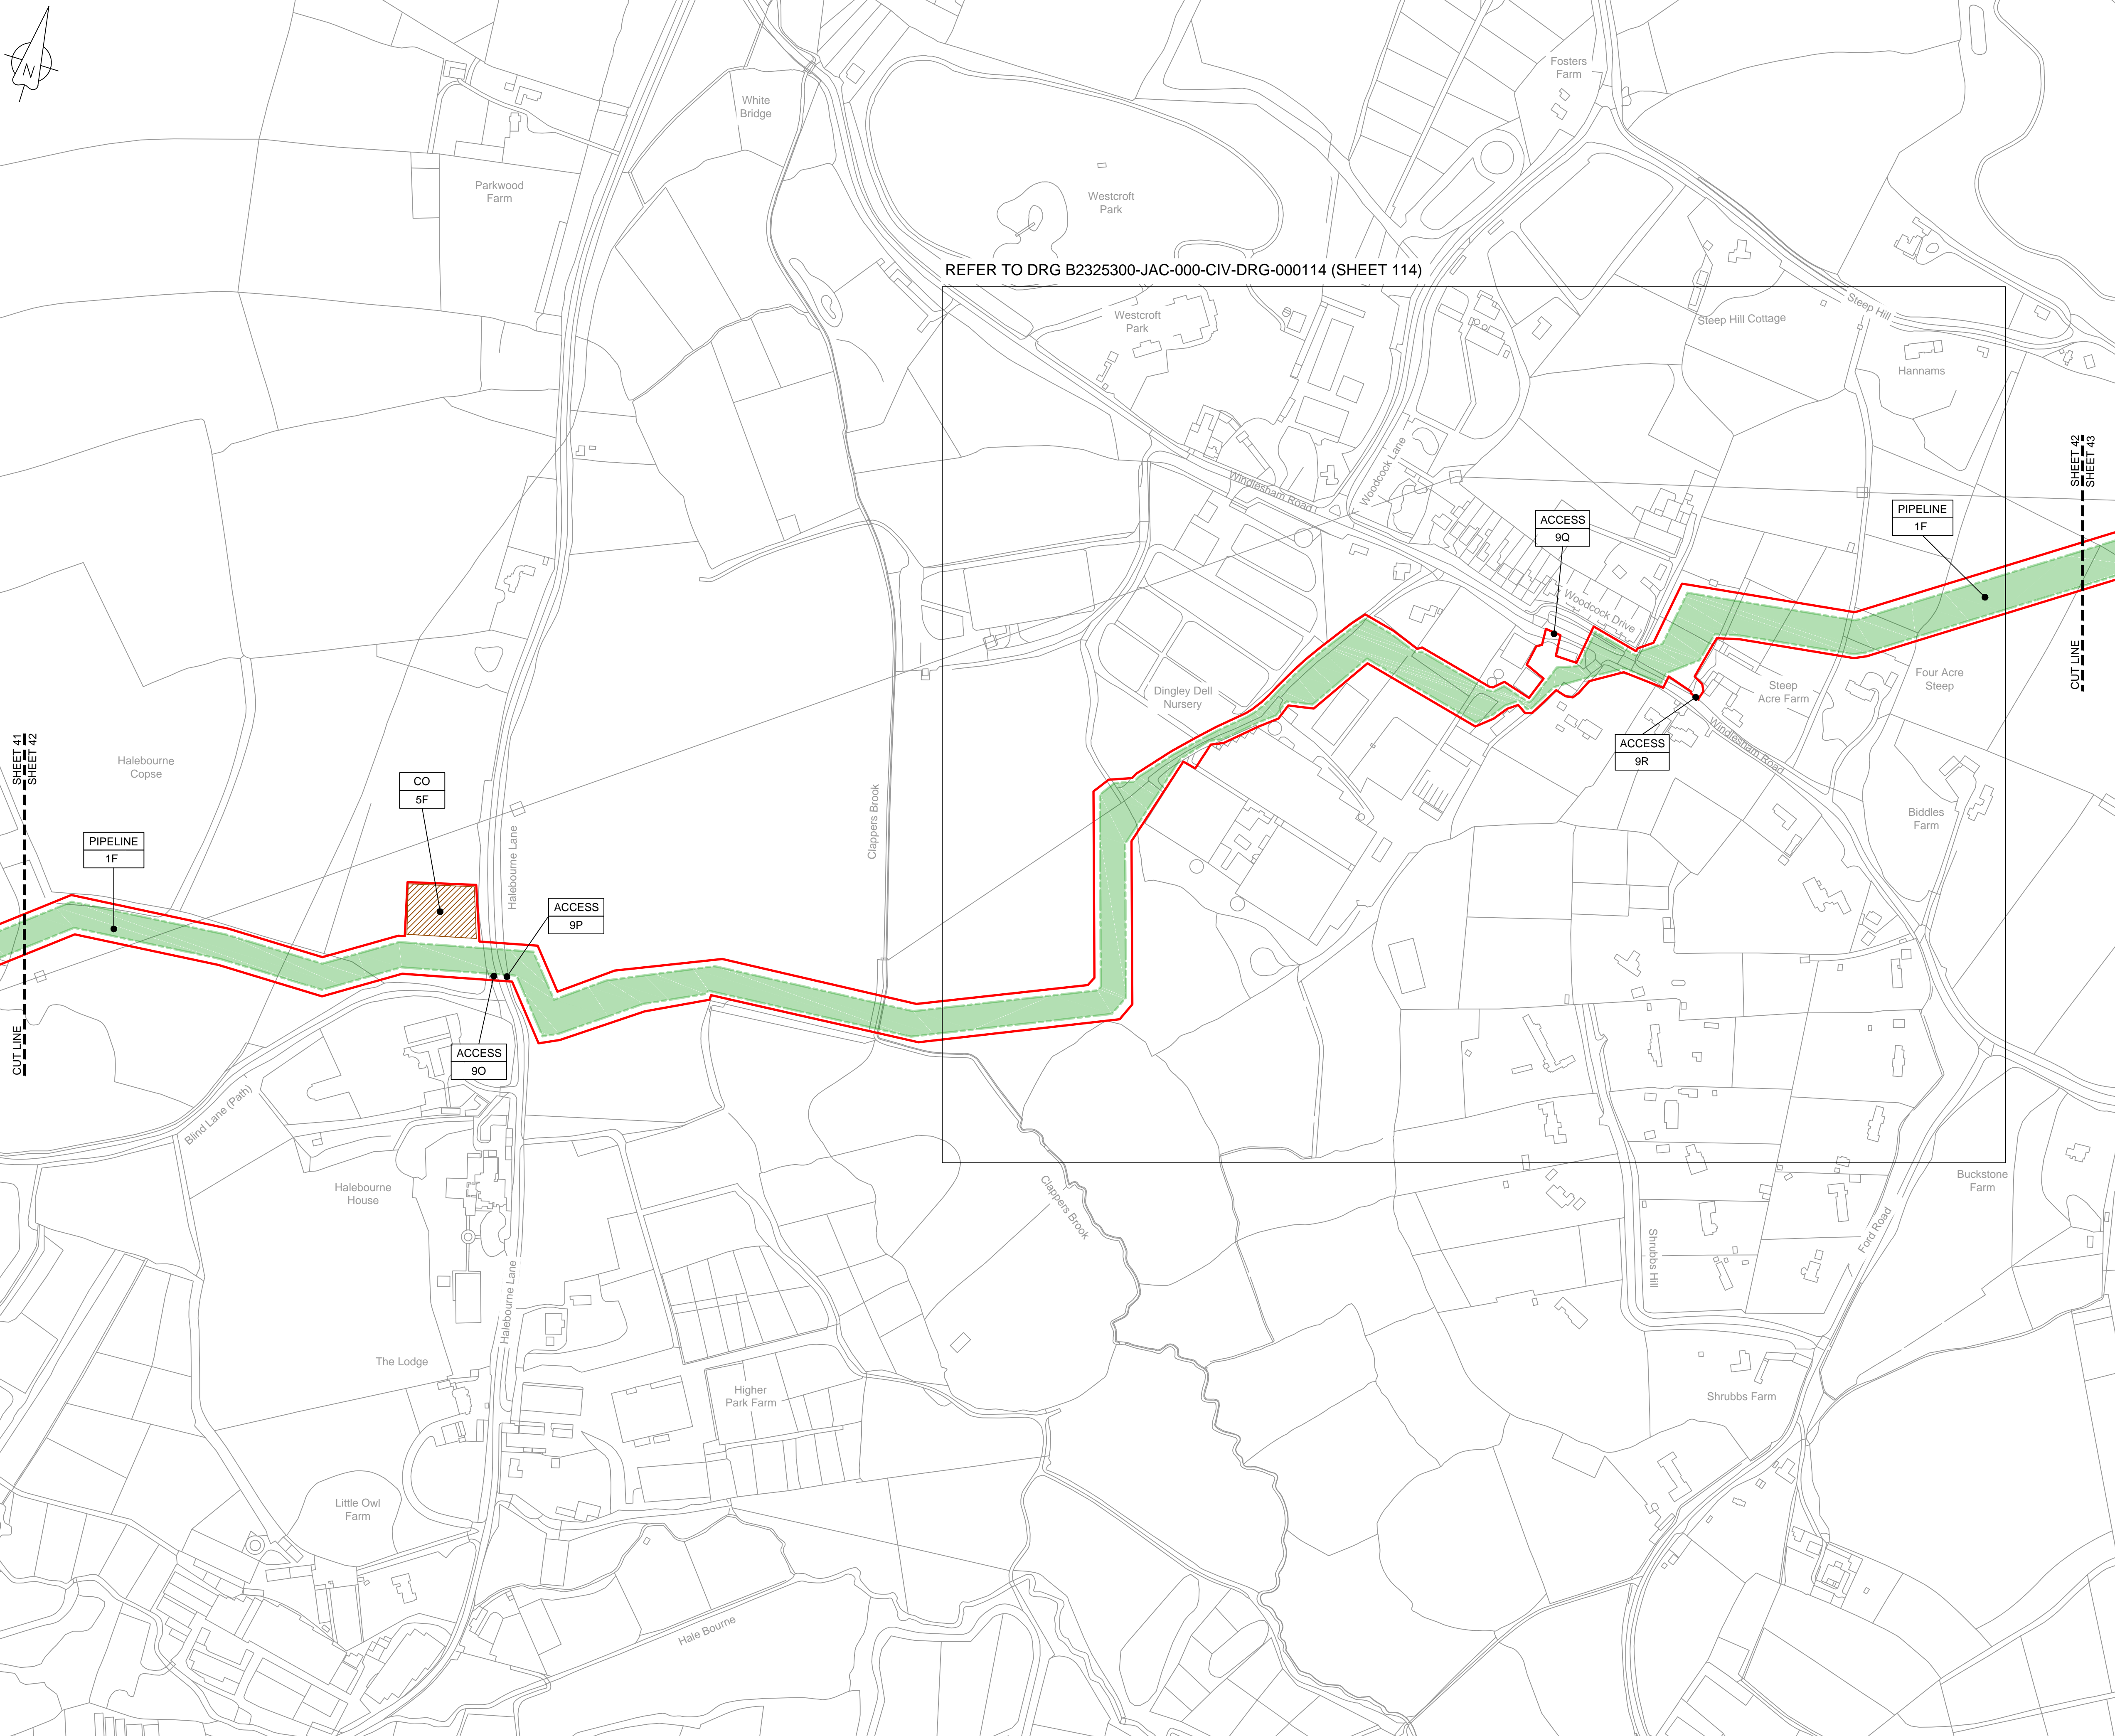 N
Fosters
Farm
White
Bridge
Parkwood
Farm
Westcroft
Park
REFER TO DRG B2325300-JAC-000-CIV-DRG-000114 (SHEET 114)
Steep Hill
Westcroft
Park
Steep Hill Cottage
Hannams
Woodcock Lane
Windlesham Road
SHEET 42
SHEET 43
CUT LINE
PIPELINE
1F
ACCESS
9Q
Woodcock Drive
Dingley Dell
Nursery
Steep
Acre Farm
Four Acre
Steep
ACCESS
9R
Windlesham Road
Biddles
Farm
SHEET 41
SHEET 42
CUT LINE
Halebourne
Copse
CO
5F
PIPELINE
1F
Halebourne Lane
Clappers Brook
ACCESS
9P
ACCESS
9O
Blind Lane (Path)
Halebourne
House
Clappers Brook
Buckstone
Farm
Shrubbs Hill
Ford Road
Halebourne Lane
The Lodge
Higher
Park Farm
Shrubbs Farm
Little Owl
Farm
Hale Bourne